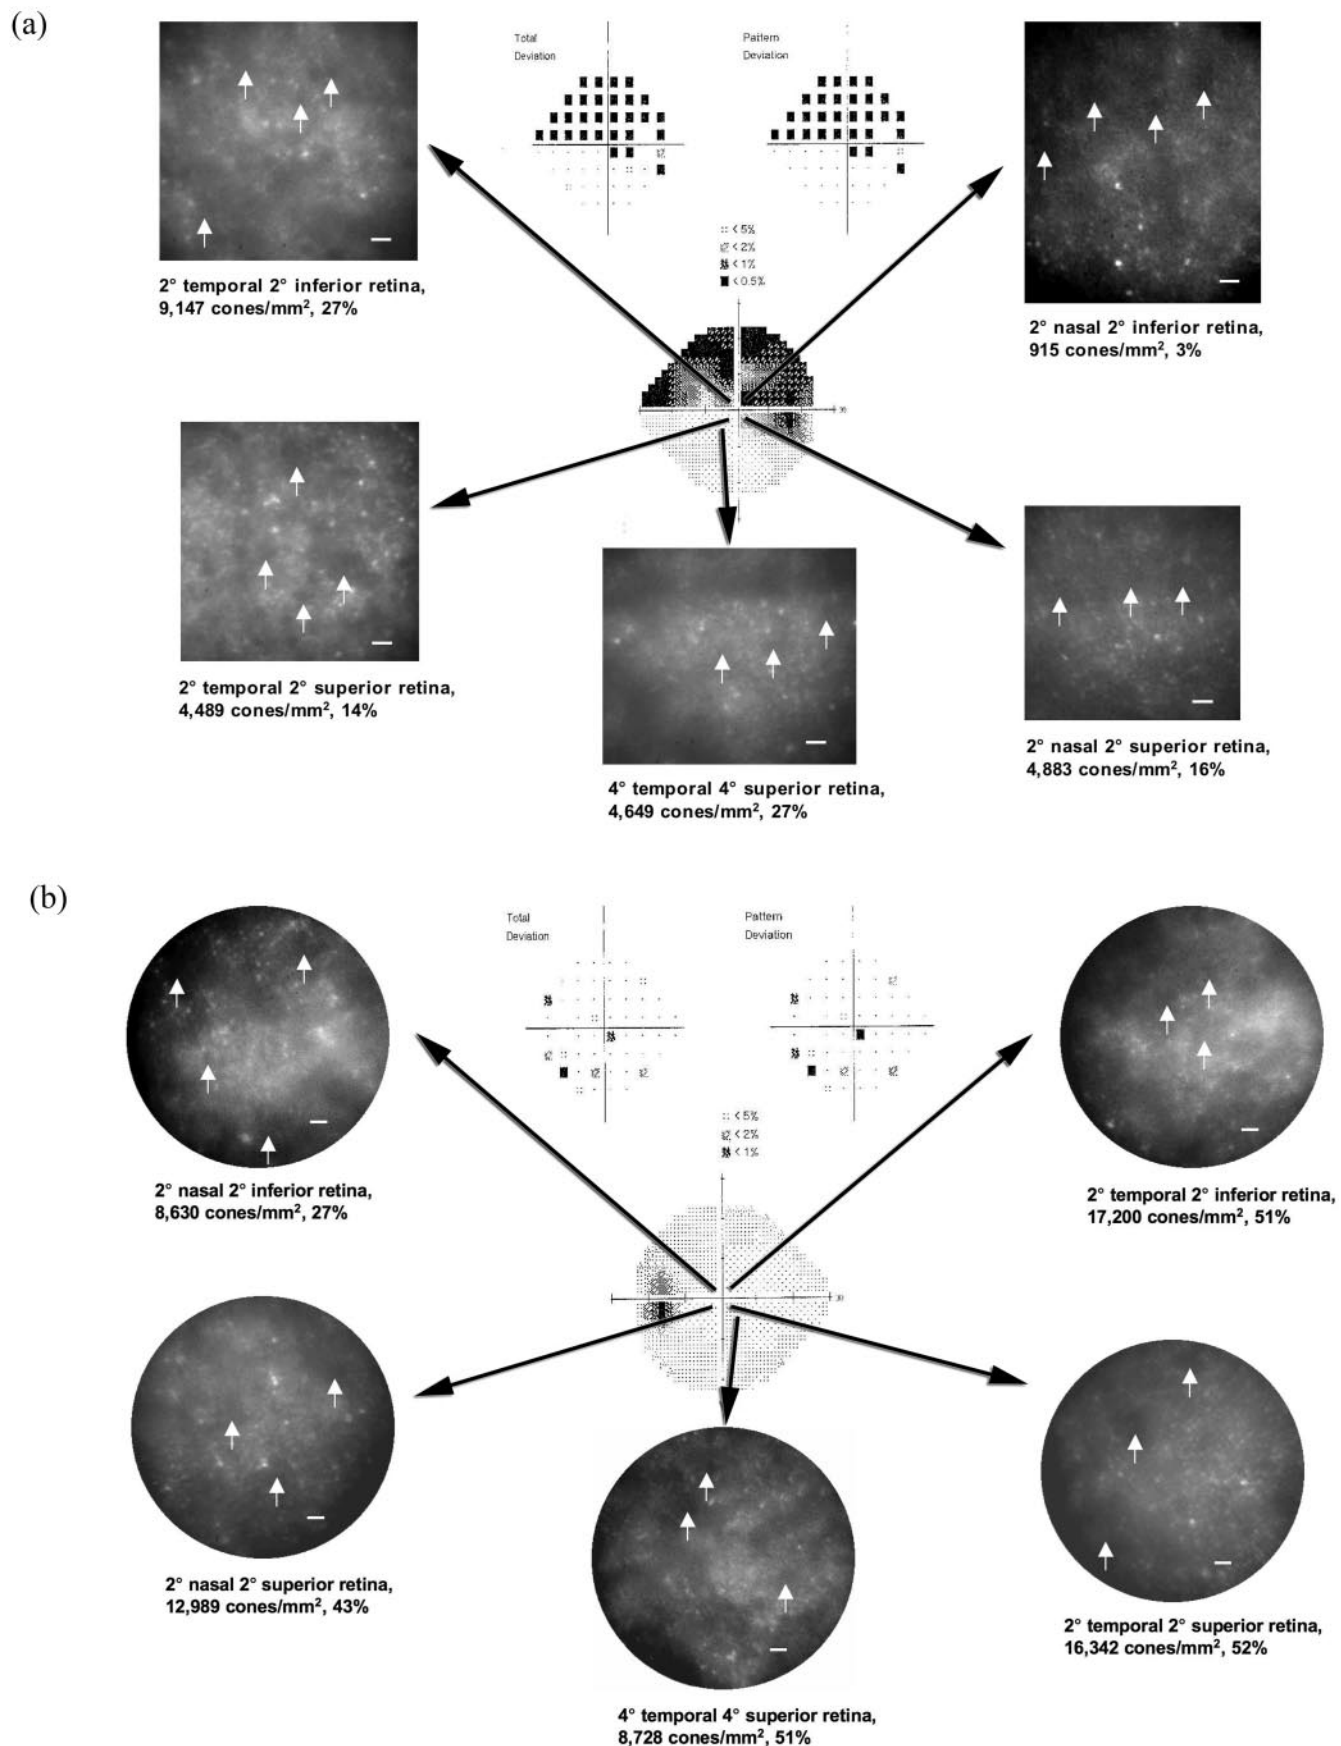 (a)
Total
Deviation
Pattern
Deviation
< 5%
< 2%
< 1%
< 0.5%
2° temporal 2° inferior retina,
9,147 cones/mm², 27%
2° nasal 2° inferior retina,
915 cones/mm², 3%
30
2° temporal 2° superior retina,
4,489 cones/mm², 14%
4° temporal 4° superior retina,
4,649 cones/mm², 27%
2° nasal 2° superior retina,
4,883 cones/mm², 16%
(b)
Total
Deviation
Pattern
Deviation
< 5%
< 2%
< 1%
2° nasal 2° inferior retina,
8,630 cones/mm², 27%
2° temporal 2° inferior retina,
17,200 cones/mm², 51%
30
2° nasal 2° superior retina,
12,989 cones/mm², 43%
4° temporal 4° superior retina,
8,728 cones/mm², 51%
2° temporal 2° superior retina,
16,342 cones/mm², 52%